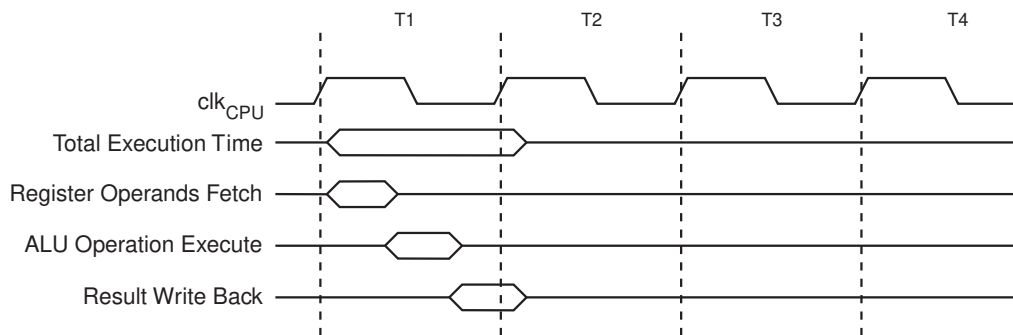 T1 T2 T3 T4
clkCPU
Total Execution Time
Register Operands Fetch
ALU Operation Execute
Result Write Back